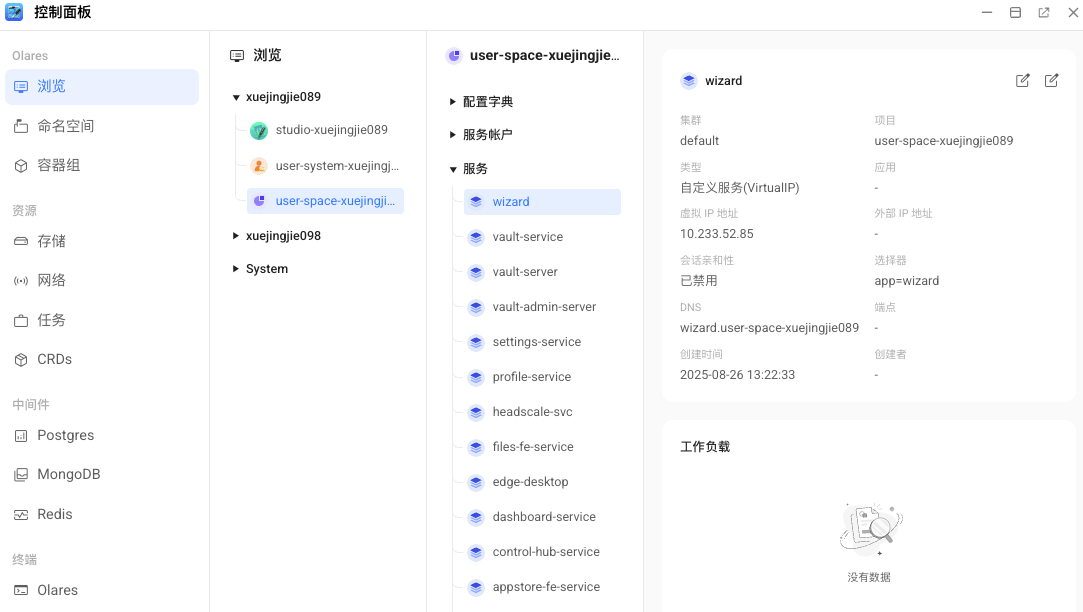 控制面板
Olares
浏览
命名空间
容器组
资源
存储
网络
任务
CRDs
中间件
Postgres
MongoDB
Redis
终端
Olares
浏览
xuejingjie089
studio-xuejingjie089
user-system-xuejingj...
user-space-xuejingji...
xuejingjie098
System
user-space-xuejingjie...
配置字典
服务帐户
服务
wizard
vault-service
vault-server
vault-admin-server
settings-service
profile-service
headscale-svc
files-fe-service
edge-desktop
dashboard-service
control-hub-service
appstore-fe-service
wizard
集群 项目
default user-space-xuejingjie089
类型 应用
自定义服务(VirtualIP) -
虚拟 IP 地址 外部 IP 地址
10.233.52.85 -
会话亲和性 选择器
已禁用 app=wizard
DNS 端点
wizard.user-space-xuejingjie089 -
创建时间 创建者
2025-08-26 13:22:33 -
工作负载
没有数据